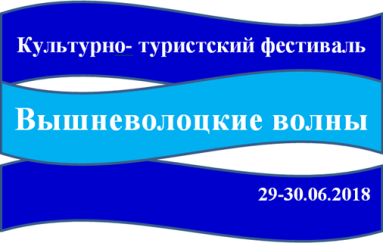 Культурно- туристский фестиваль
Вышневолоцкие волны
29-30.06.2018